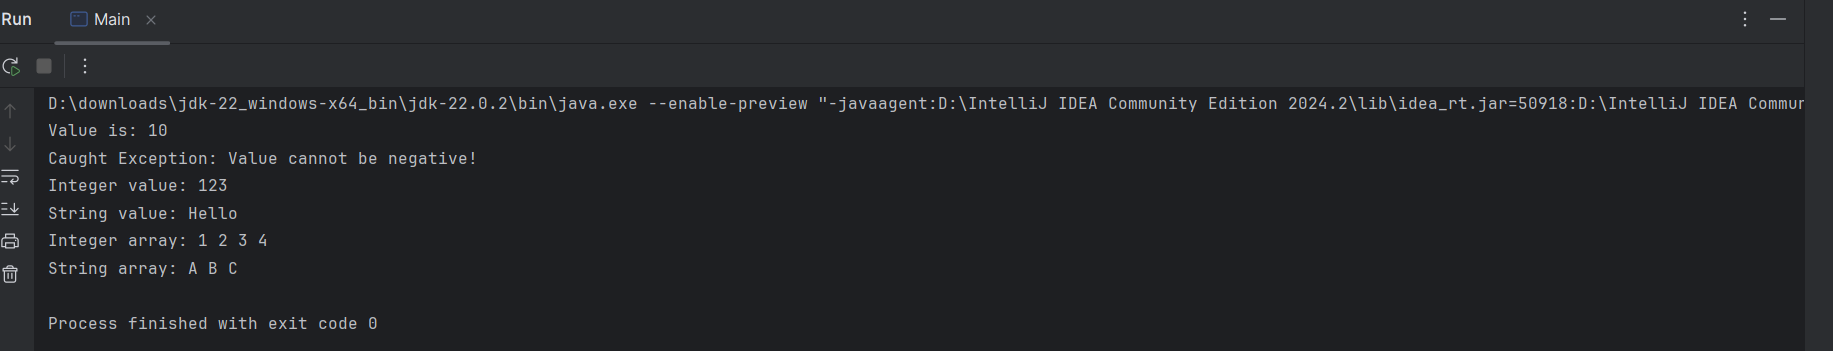 Run Main
D:\downloads\jdk-22_windows-x64_bin\jdk-22.0.2\bin\java.exe --enable-preview "-javaagent:D:\IntelliJ IDEA Community Edition 2024.2\lib\idea_rt.jar=50918:D:\IntelliJ IDEA Commun
Value is: 10
Caught Exception: Value cannot be negative!
Integer value: 123
String value: Hello
Integer array: 1 2 3 4
String array: A B C
Process finished with exit code 0